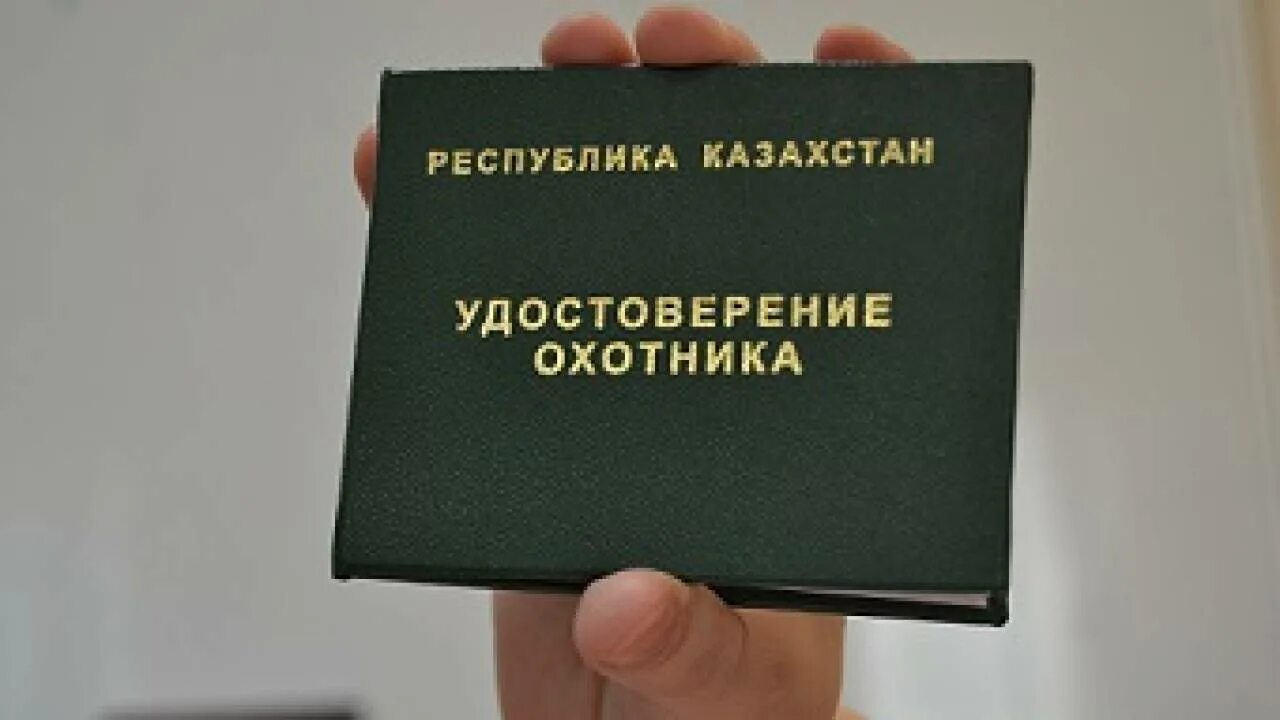 РЕСПУБЛИКА КАЗАХСТАН
УДОСТОВЕРЕНИЕ
ОХОТНИКА